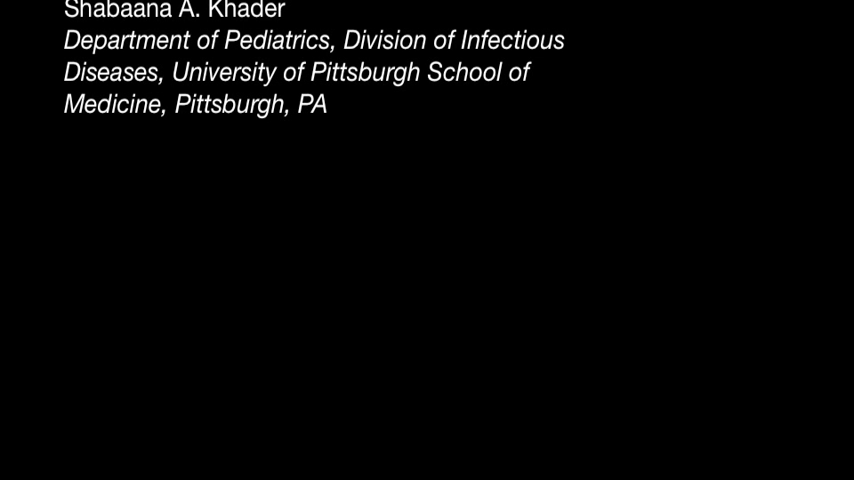 Shabaana A. Khader
Department of Pediatrics, Division of Infectious
Diseases, University of Pittsburgh School of
Medicine, Pittsburgh, PA